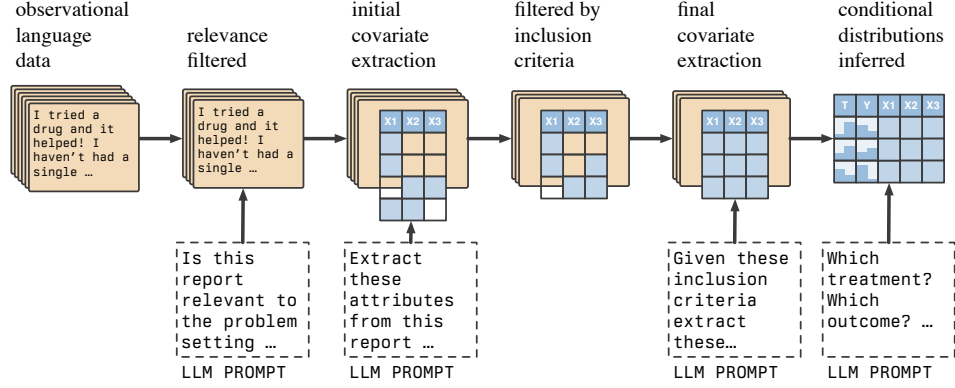 observational
language
data
relevance
filtered
initial
covariate
extraction
filtered by
inclusion
criteria
final
covariate
extraction
conditional
distributions
inferred
I tried a
drug and it
helped! I
haven't had a
single …
I tried a
drug and it
helped! I
haven't had a
single …
X1 X2 X3
X1 X2 X3
X1 X2 X3
T Y X1 X2 X3
Is this
report
relevant to
the problem
setting …
LLM PROMPT
Extract
these
attributes
from this
report …
LLM PROMPT
Given these
inclusion
criteria
extract
these…
LLM PROMPT
Which
treatment?
Which
outcome? …
LLM PROMPT